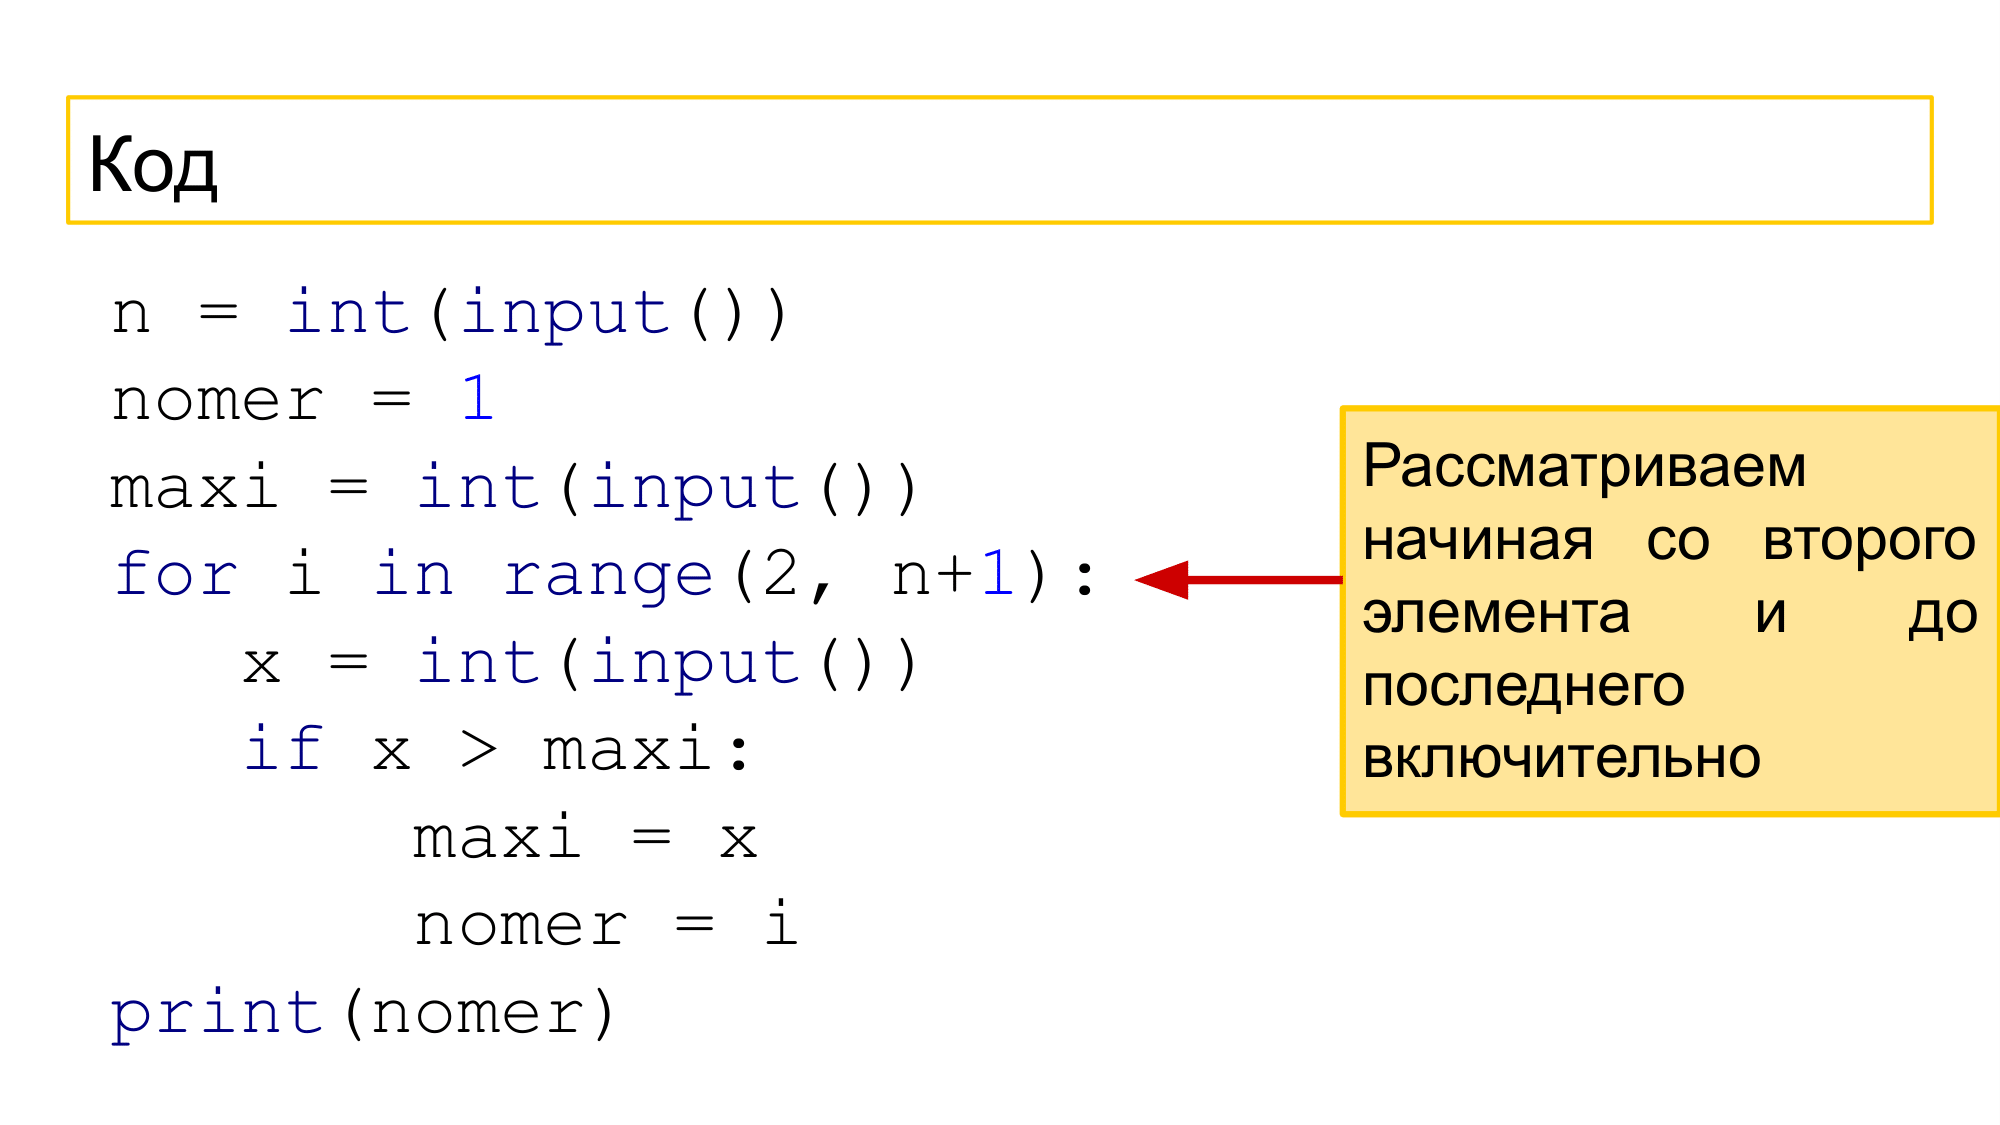 Код
n = int(input())
nomer = 1
maxi = int(input())
for i in range(2, n+1):
   x = int(input())
   if x > maxi:
       maxi = x
       nomer = i
print(nomer)
Рассматриваем
начиная со второго
элемента и до
последнего
включительно